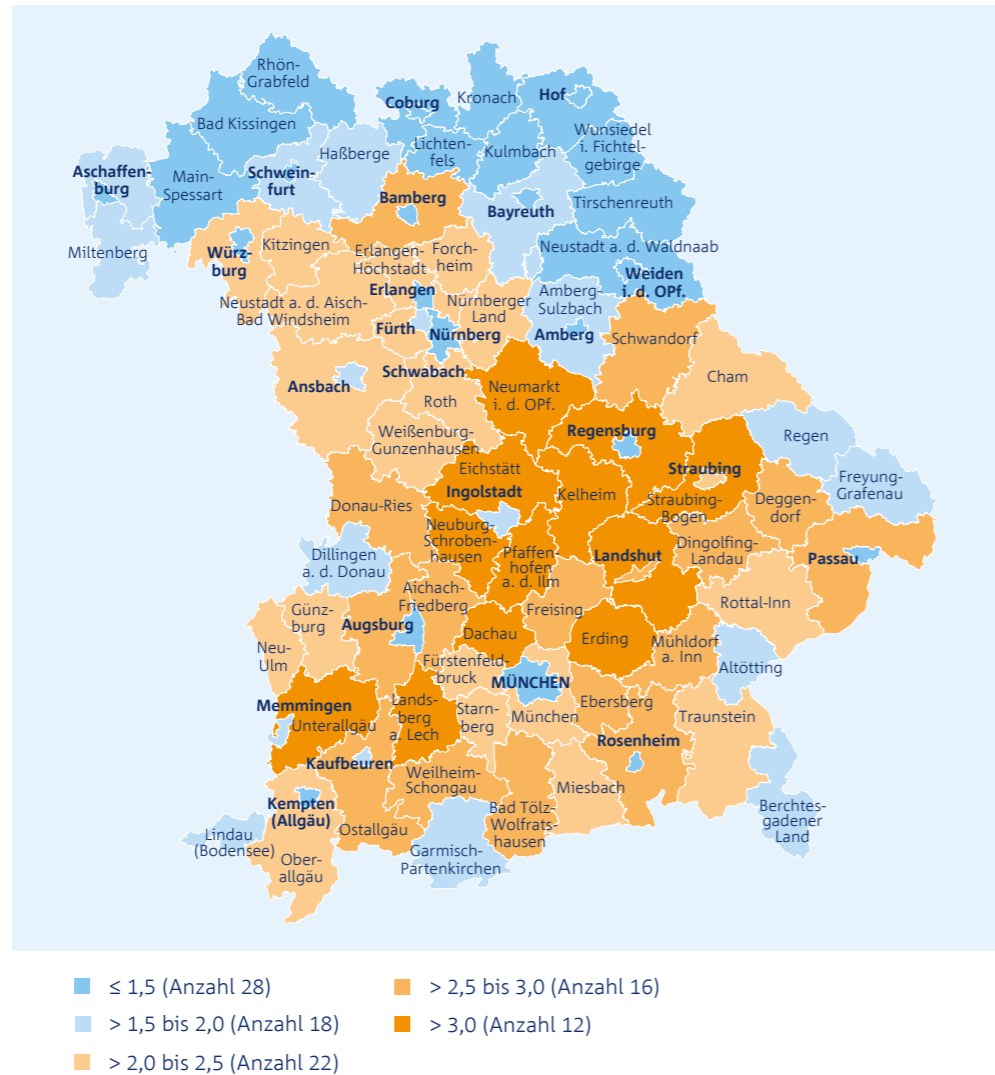 Rhön-
Grabfeld
Coburg
Kronach
Hof
Bad Kissingen
Wunsiedel
i. Fichtel-
gebirge
Lichten-
fels
Kulmbach
Haßberge
Aschaffen-
burg
Main-
Spessart
Schwein-
furt
Bamberg
Bayreuth
Tirschenreuth
Miltenberg
Würz-
burg
Kitzingen
Erlangen-
Höchstadt
Forch-
heim
Neustadt a. d. Waldnaab
Weiden
i. d. OPf.
Erlangen
Neustadt a. d. Aisch-
Bad Windsheim
Nürnberger
Land
Amberg-
Sulzbach
Fürth
Nürnberg
Amberg
Schwandorf
Ansbach
Schwabach
Neumarkt
i. d. OPf.
Cham
Roth
Weißenburg-
Gunzenhausen
Regensburg
Regen
Eichstätt
Straubing
Freyung-
Grafenau
Ingolstadt
Kelheim
Straubing-
Bogen
Deggen-
dorf
Donau-Ries
Neuburg-
Schroben-
hausen
Pfaffen-
hofen
a. d. Ilm
Landshut
Dingolfing-
Landau
Passau
Dillingen
a. d. Donau
Aichach-
Friedberg
Freising
Rottal-Inn
Günz-
burg
Augsburg
Dachau
Erding
Mühldorf
a. Inn
Neu-
Ulm
Fürstenfeld-
bruck
Altötting
MÜNCHEN
Memmingen
Unterallgäu
Lands-
berg
a. Lech
Starn-
berg
München
Ebersberg
Traunstein
Kaufbeuren
Rosenheim
Weilheim-
Schongau
Miesbach
Kempten
(Allgäu)
Bad Tölz-
Wolfrats-
hausen
Berchtes-
gadener
Land
Lindau
(Bodensee)
Ostallgäu
Ober-
allgäu
Garmisch-
Partenkirchen
≤ 1,5 (Anzahl 28)
> 1,5 bis 2,0 (Anzahl 18)
> 2,0 bis 2,5 (Anzahl 22)
> 2,5 bis 3,0 (Anzahl 16)
> 3,0 (Anzahl 12)